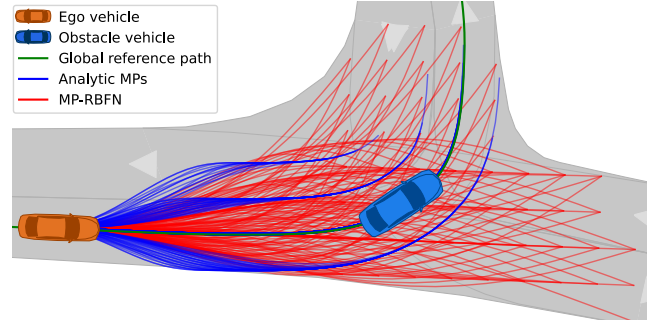 Ego vehicle
Obstacle vehicle
Global reference path
Analytic MPs
MP-RBFN